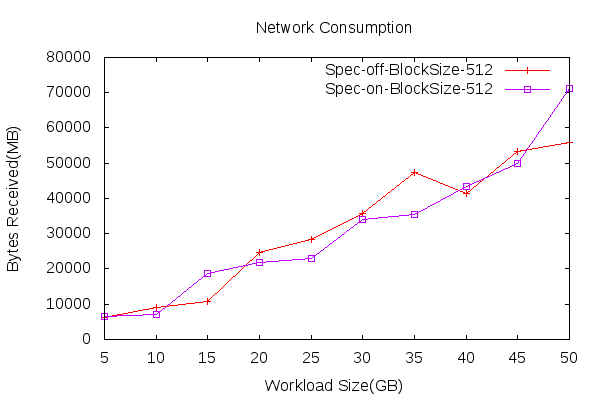 Network Consumption
80000
70000
60000
50000
40000
30000
20000
10000
0
Bytes Received(MB)
Spec-off-BlockSize-512
Spec-on-BlockSize-512
5 10 15 20 25 30 35 40 45 50
Workload Size(GB)